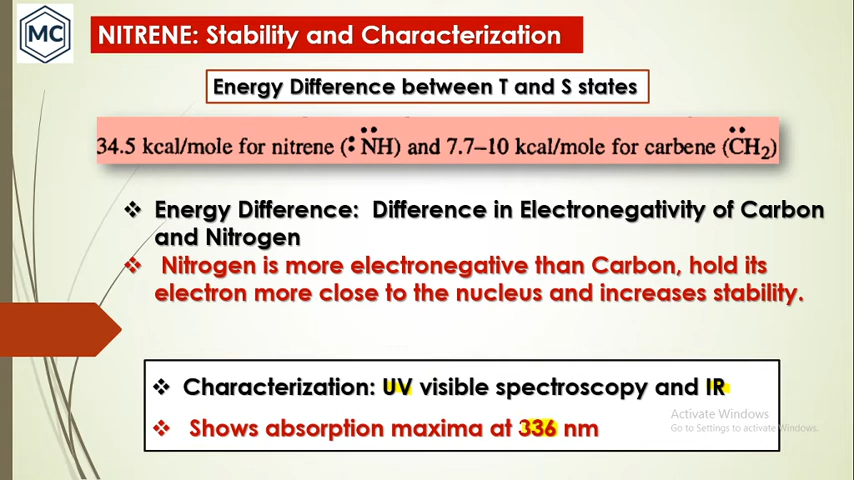 MC
NITRENE: Stability and Characterization
Energy Difference between T and S states
34.5 kcal/mole for nitrene (:N̈H) and 7.7–10 kcal/mole for carbene (C̈H₂)
❖ Energy Difference: Difference in Electronegativity of Carbon
and Nitrogen
❖ Nitrogen is more electronegative than Carbon, hold its
electron more close to the nucleus and increases stability.
❖ Characterization: UV visible spectroscopy and IR
❖ Shows absorption maxima at 336 nm
Activate Windows
Go to Settings to activate Windows.